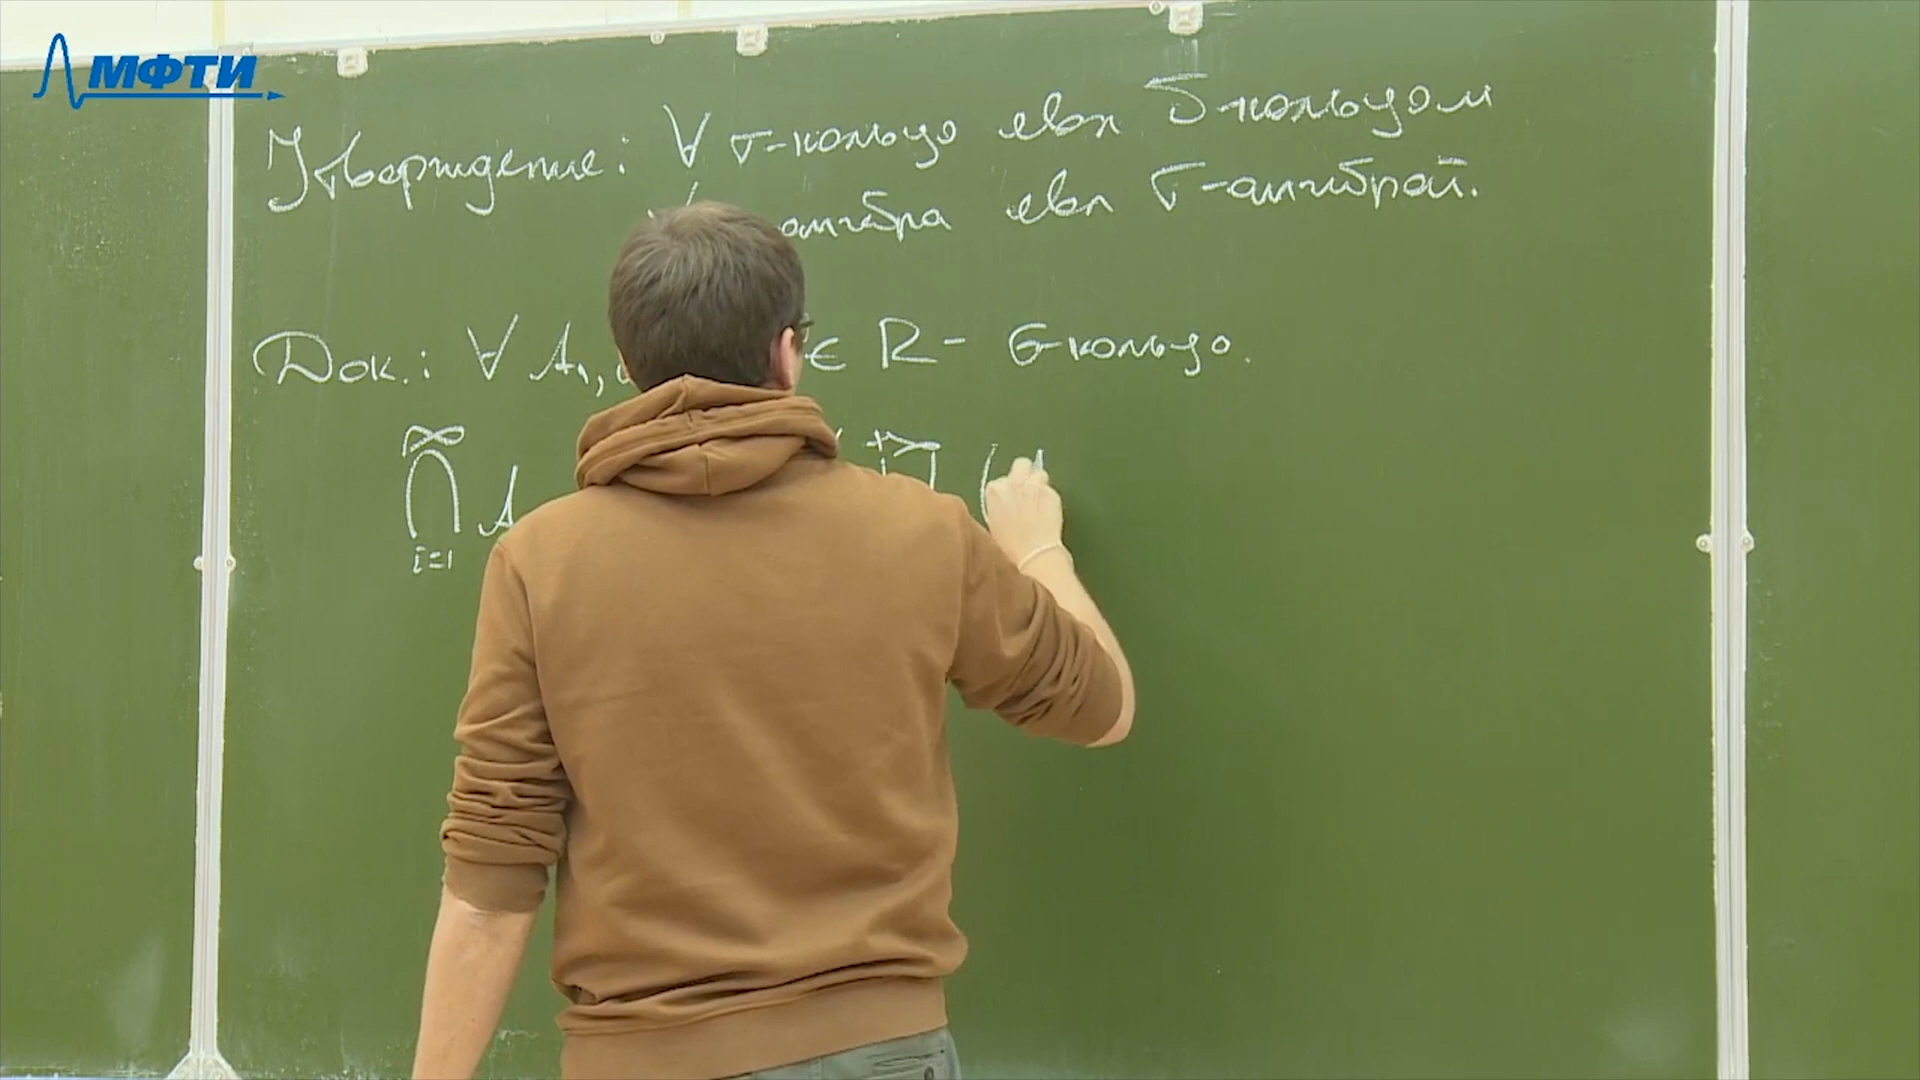 МФТИ
Утверждение: ∀ σ-кольцо явл δ-кольцом
алгебра явл σ-алгеброй.
Док.: ∀ A₁, ∈ R - σ-кольцо.
∞ ⋂ i=1 A +∞ (A